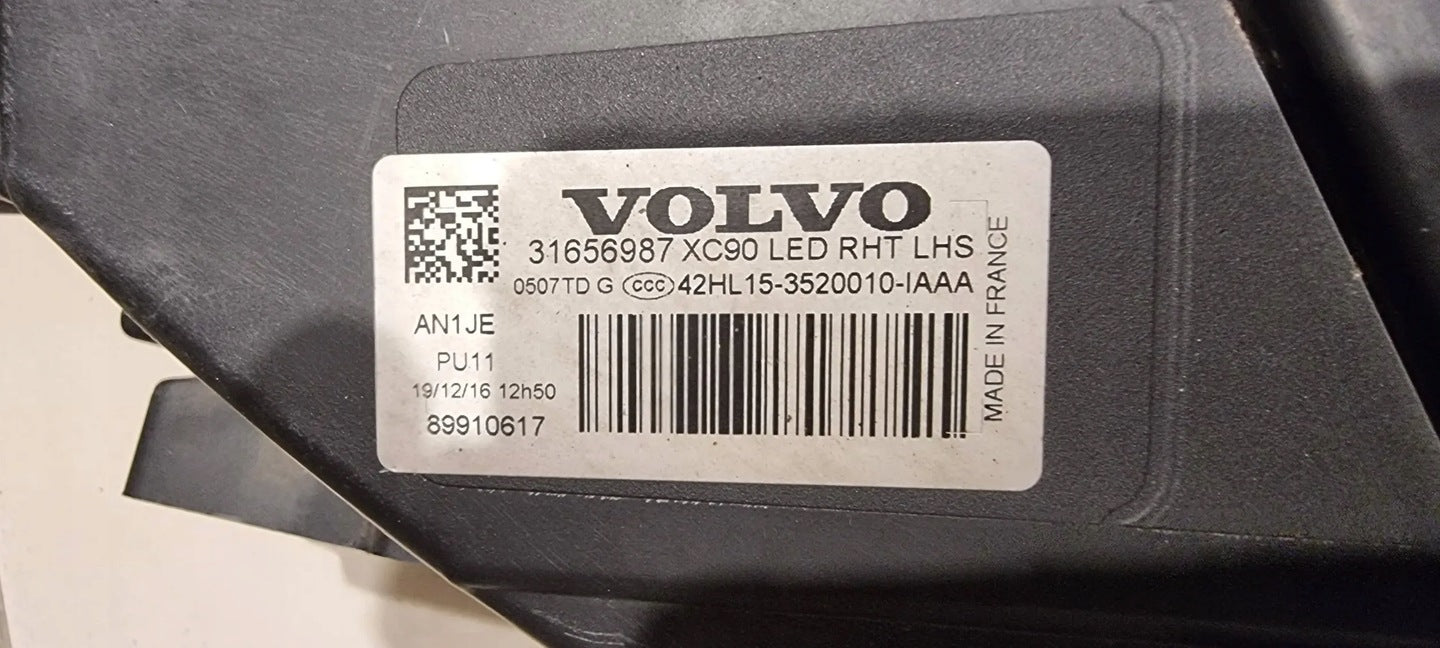 VOLVO
31656987 XC90 LED RHT LHS
0507TD G CCC 42HL15-3520010-IAAA
AN1JE
PU11
19/12/16 12h50
89910617
MADE IN FRANCE